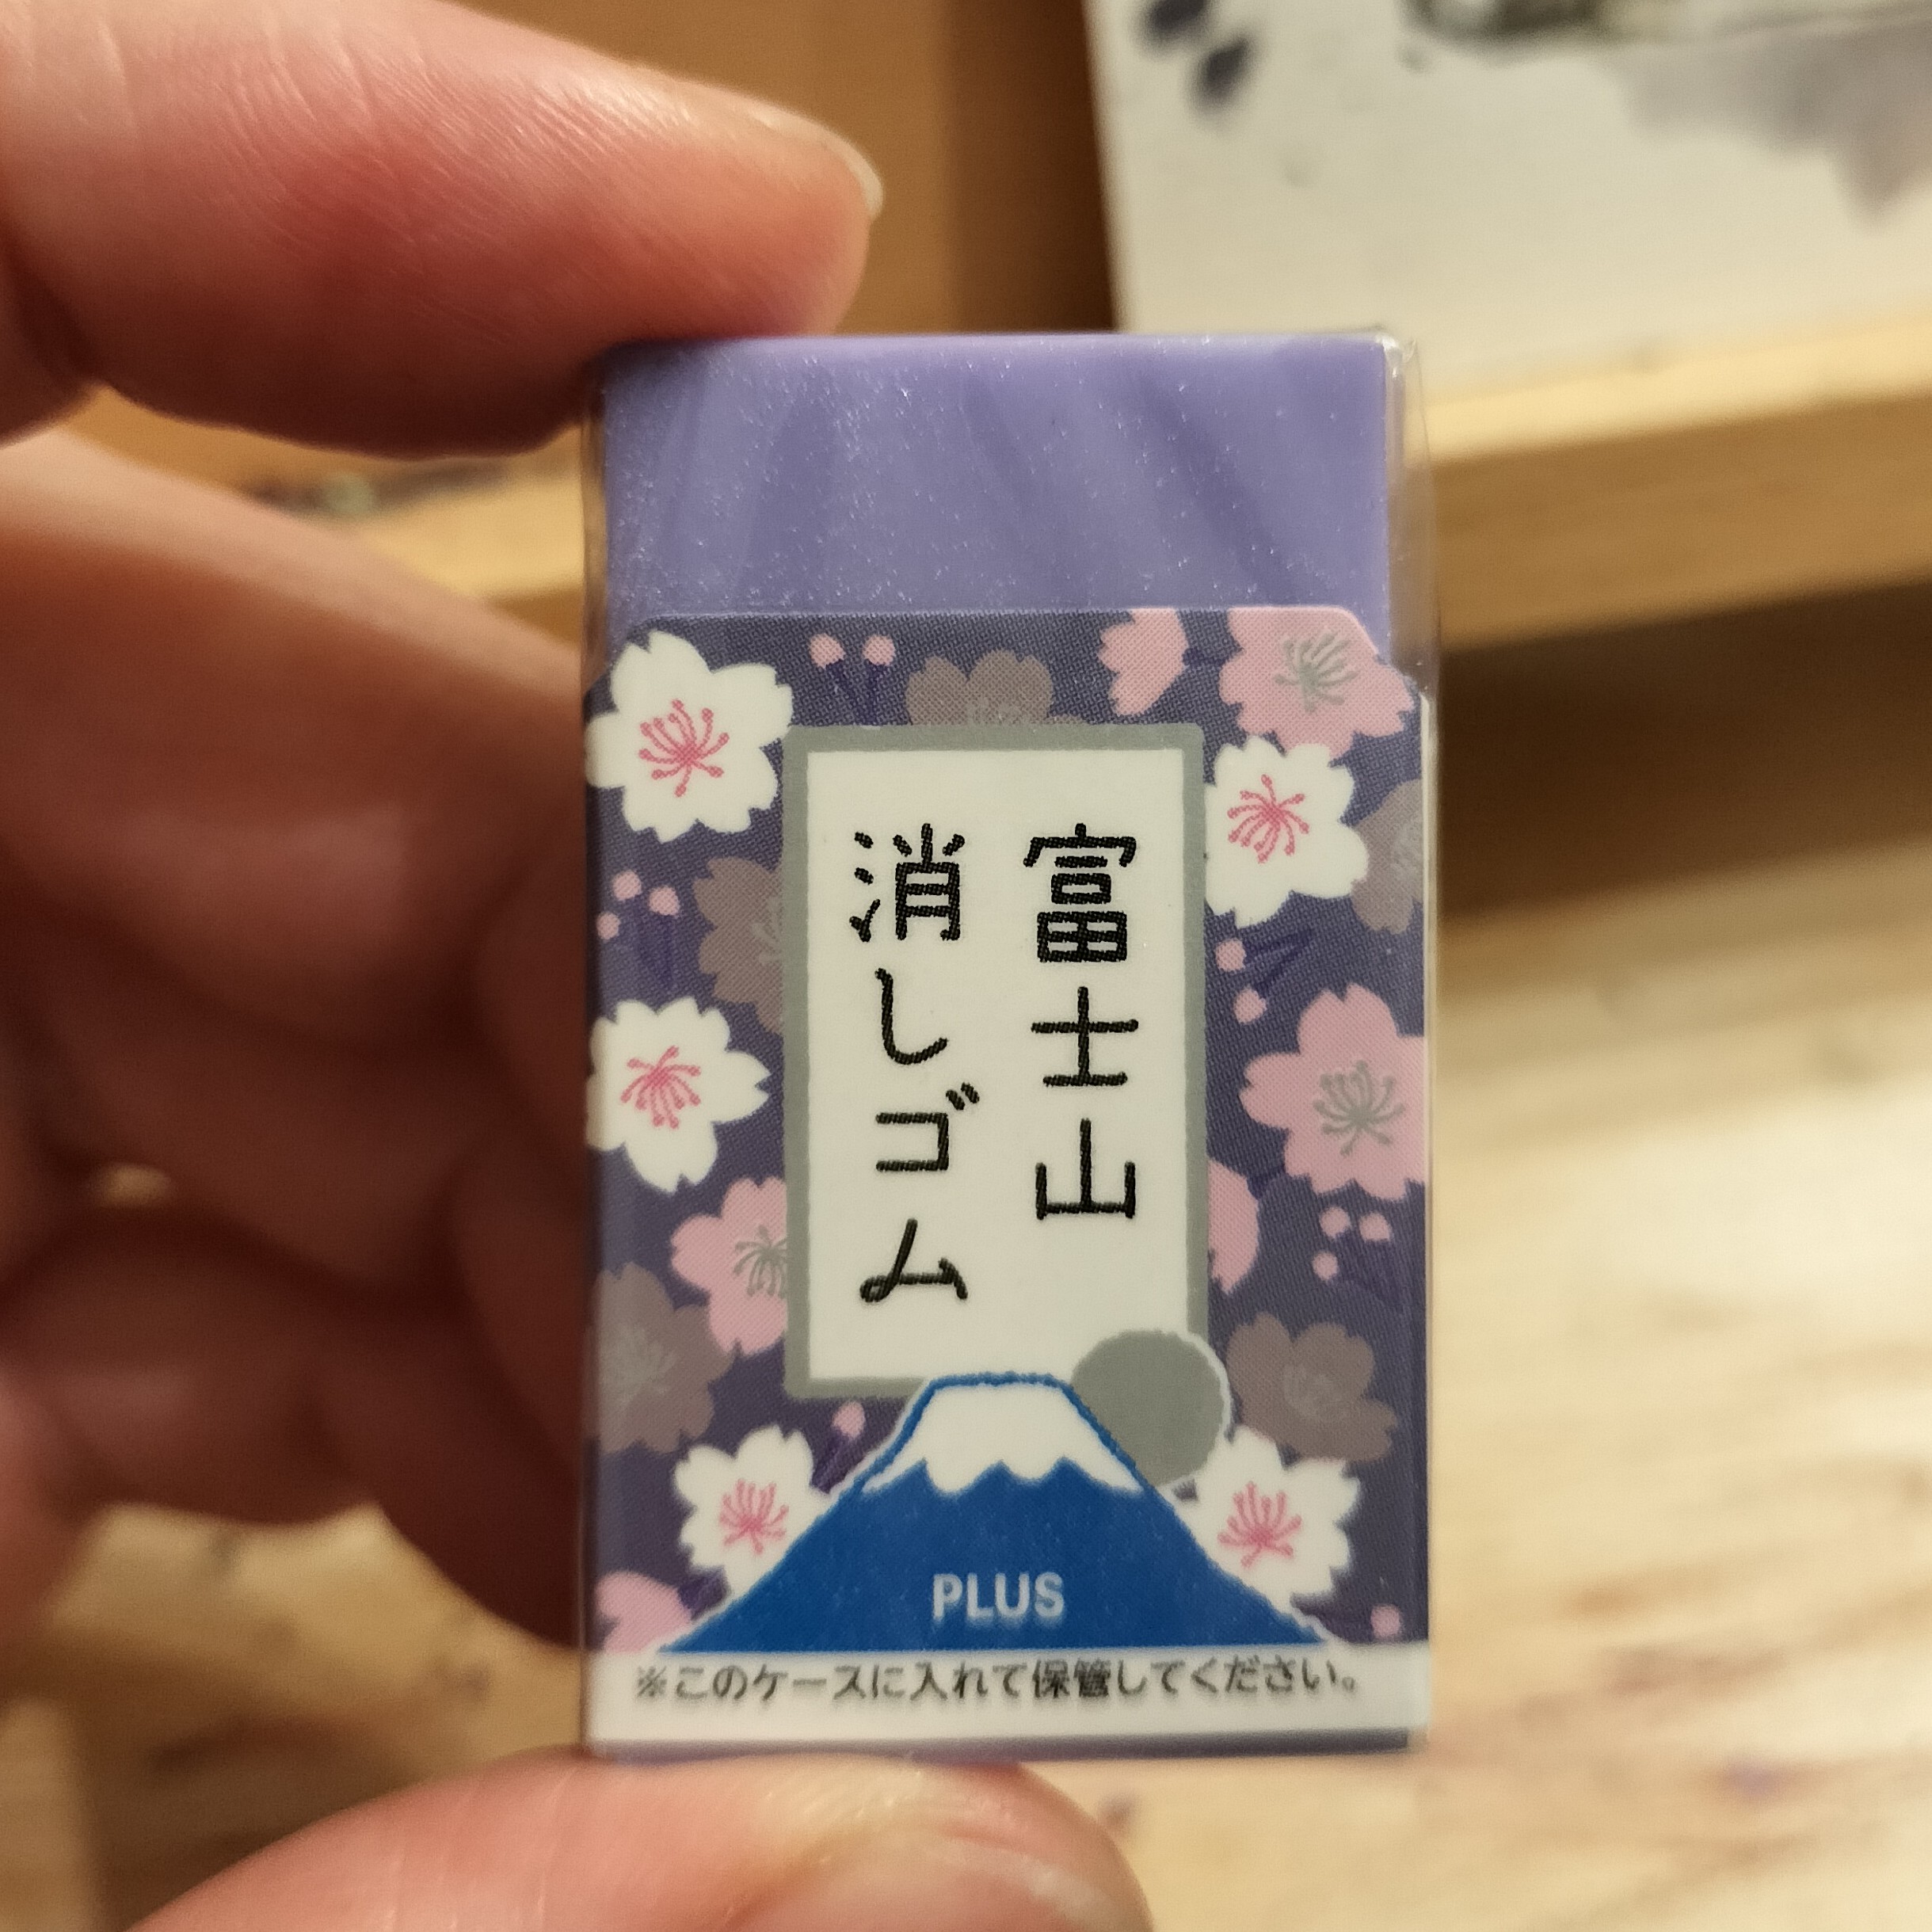 富士山
消しゴム
PLUS
※このケースに入れて保管してください。